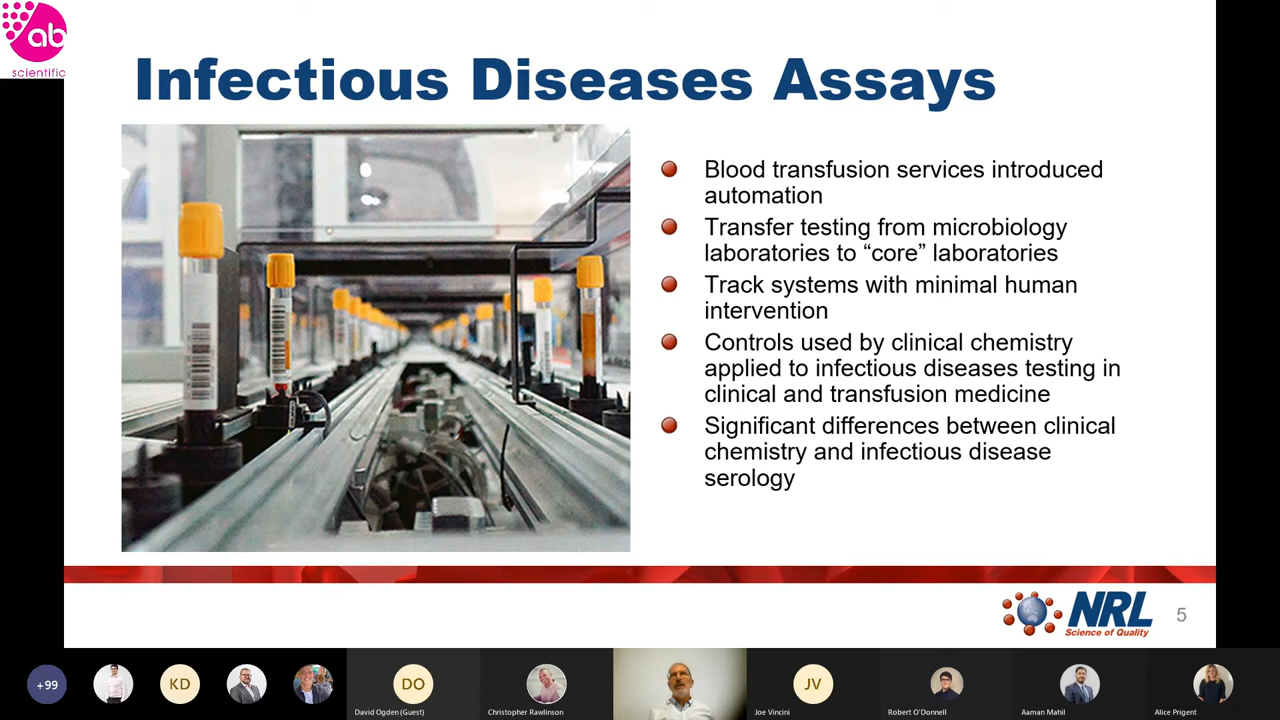 ab
scientific
Infectious Diseases Assays
Blood transfusion services introduced
automation
Transfer testing from microbiology
laboratories to “core” laboratories
Track systems with minimal human
intervention
Controls used by clinical chemistry
applied to infectious diseases testing in
clinical and transfusion medicine
Significant differences between clinical
chemistry and infectious disease
serology
NRL
Science of Quality
5
+99
KD
DO
JV
David Ogden (Guest)
Christopher Rawlinson
Joe Vincini
Robert O'Donnell
Aaman Mahil
Alice Prigent